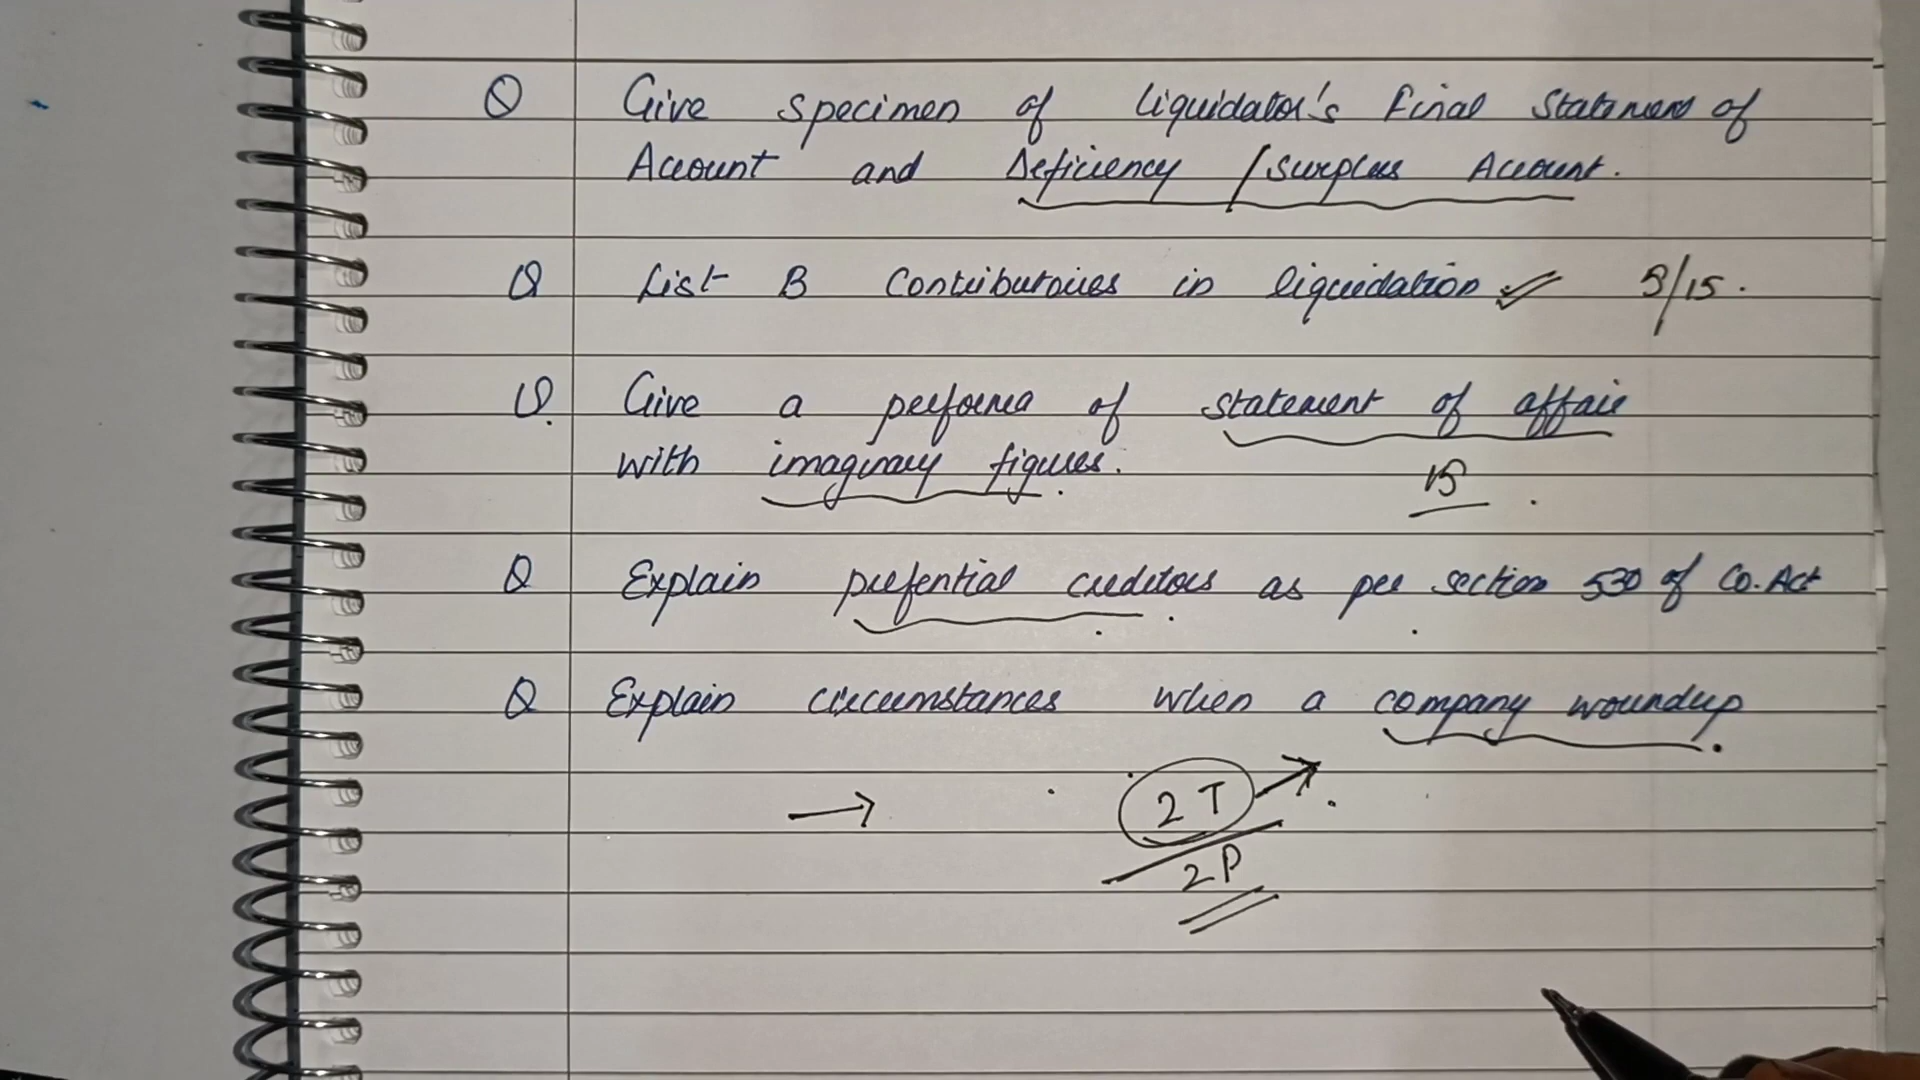 Q Give specimen of liquidator's Final Statement of
Account and Deficiency / Surplus Account.
Q List B Contributories in liquidation 5/15.
Q. Give a performa of statement of affair
with imaginary figures.
15
Q Explain prefential creditors as per section 530 of Co. Act
Q Explain circumstances when a company woundup.
2 T
2 P